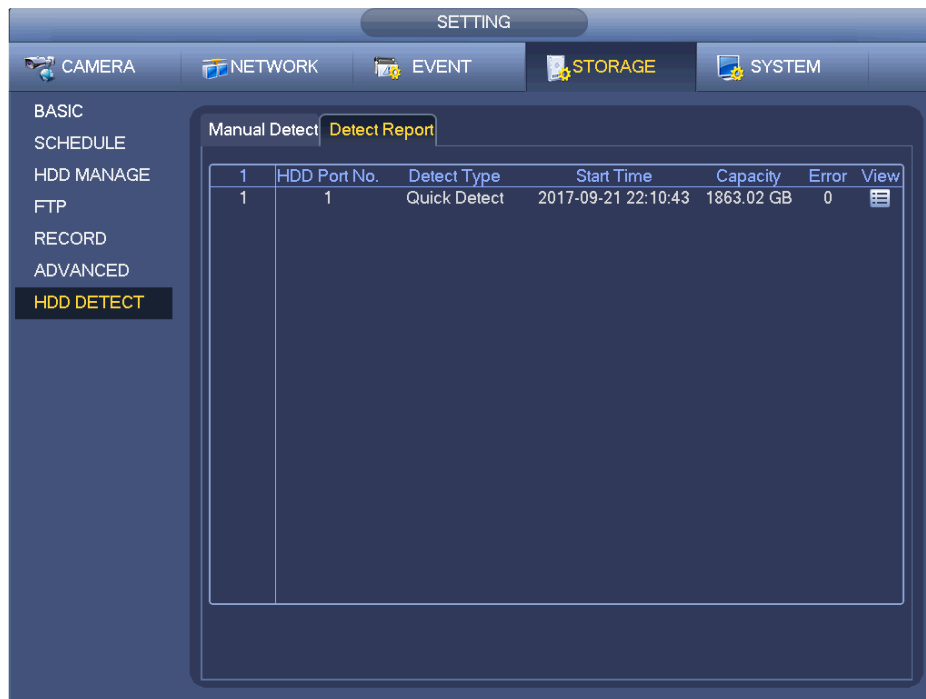 SETTING
CAMERA NETWORK EVENT STORAGE SYSTEM
BASIC
SCHEDULE
HDD MANAGE
FTP
RECORD
ADVANCED
HDD DETECT
Manual Detect Detect Report
1 HDD Port No. Detect Type Start Time Capacity Error View
1 1 Quick Detect 2017-09-21 22:10:43 1863.02 GB 0